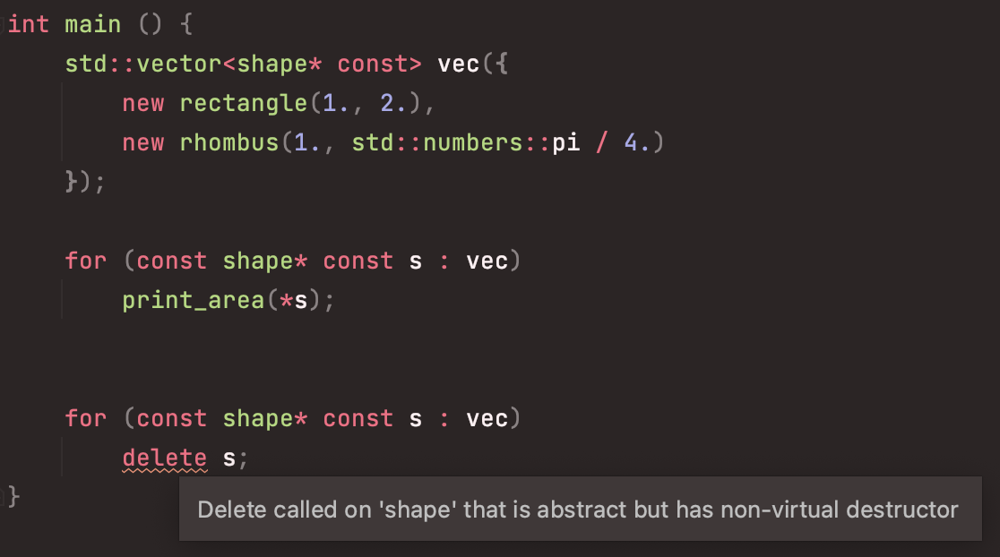 int main () {
    std::vector<shape* const> vec({
        new rectangle(1., 2.),
        new rhombus(1., std::numbers::pi / 4.)
    });
    for (const shape* const s : vec)
        print_area(*s);
    for (const shape* const s : vec)
        delete s;
}
Delete called on 'shape' that is abstract but has non-virtual destructor